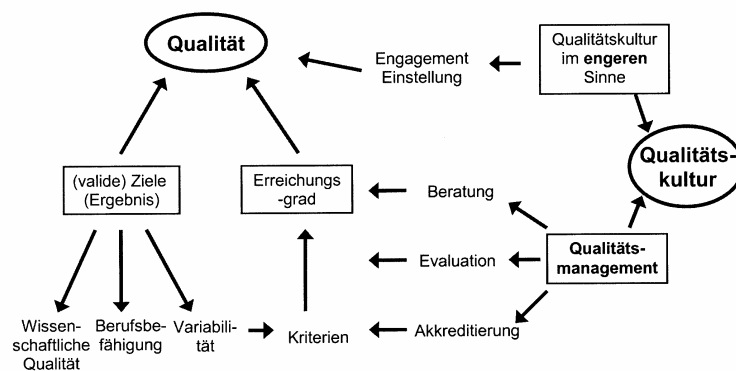 Qualität
Engagement
Einstellung
Qualitätskultur
im engeren
Sinne
Qualitäts-
kultur
(valide) Ziele
(Ergebnis)
Erreichungs
-grad
Beratung
Evaluation
Qualitäts-
management
Wissen-
schaftliche
Qualität
Berufsbe-
fähigung
Variabili-
tät
Kriterien
Akkreditierung